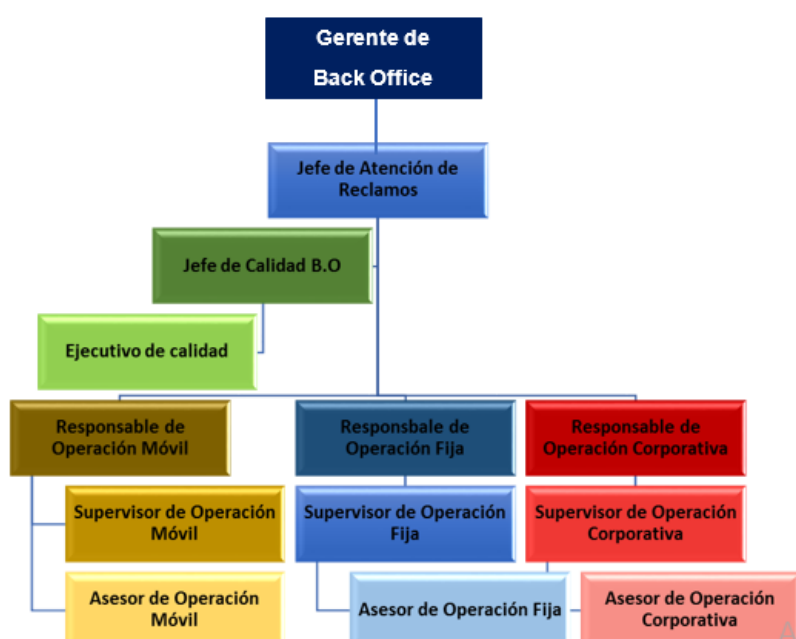 Gerente de
Back Office
Jefe de Atención de
Reclamos
Jefe de Calidad B.O
Ejecutivo de calidad
Responsable de
Operación Móvil
Responsbale de
Operación Fija
Responsable de
Operación Corporativa
Supervisor de Operación
Móvil
Supervisor de Operación
Fija
Supervisor de Operación
Corporativa
Asesor de Operación
Móvil
Asesor de Operación Fija
Asesor de Operación
Corporativa